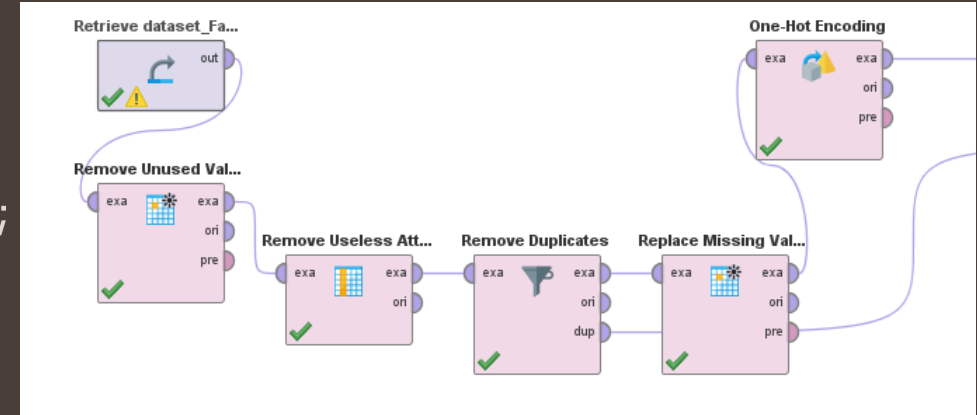 Retrieve dataset_Fa...
out
Remove Unused Val...
exa exa
ori
pre
;
Remove Useless Att...
exa exa
ori
Remove Duplicates
exa exa
ori
dup
Replace Missing Val...
exa exa
ori
pre
One-Hot Encoding
exa exa
ori
pre